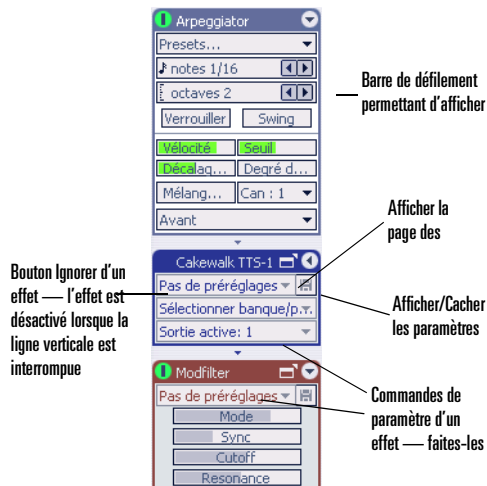 Arpeggiator
Presets...
notes 1/16
octaves 2
Verrouiller Swing
Vélocité Seuil
Décalag... Degré d...
Mélang... Can : 1
Avant
Barre de défilement
permettant d'afficher
Afficher la
page des
Cakewalk TTS-1
Pas de préréglages
Sélectionner banque/p...
Sortie active: 1
Bouton Ignorer d'un
effet — l'effet est
désactivé lorsque la
ligne verticale est
interrompue
Afficher/Cacher
les paramètres
Modfilter
Pas de préréglages
Mode
Sync
Cutoff
Resonance
Commandes de
paramètre d'un
effet — faites-les